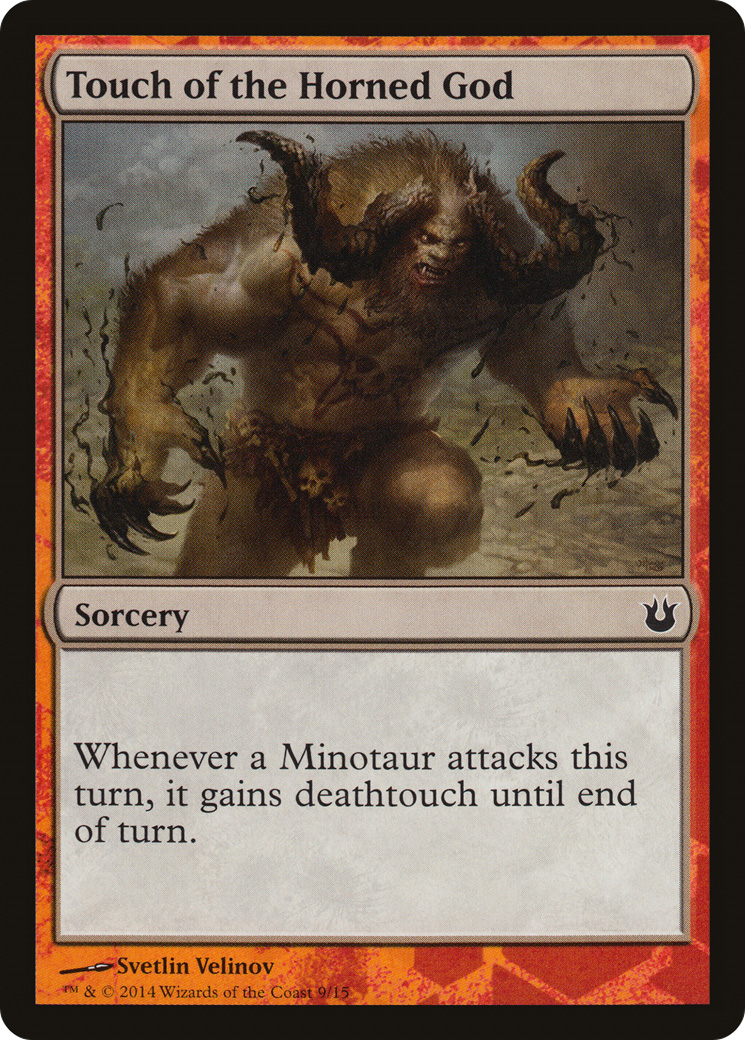 Touch of the Horned God
Sorcery
Whenever a Minotaur attacks this
turn, it gains deathtouch until end
of turn.
Svetlin Velinov
™ & © 2014 Wizards of the Coast 9/15